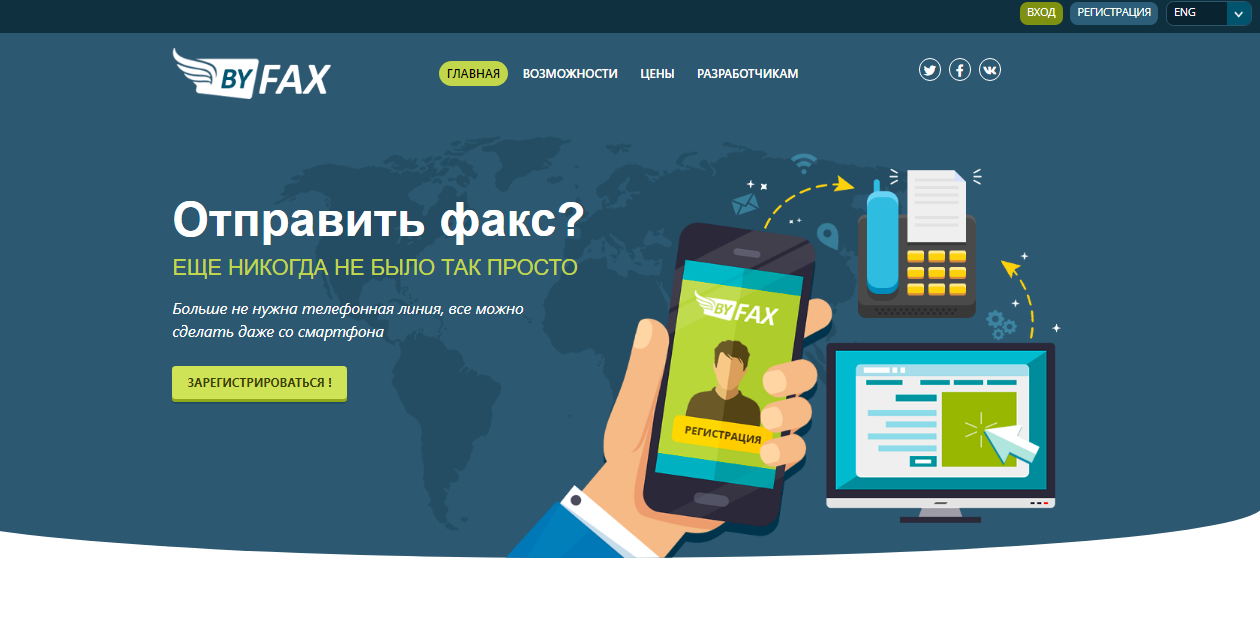 ВХОД
РЕГИСТРАЦИЯ
ENG
BY FAX
ГЛАВНАЯ
ВОЗМОЖНОСТИ
ЦЕНЫ
РАЗРАБОТЧИКАМ
Отправить факс?
ЕЩЕ НИКОГДА НЕ БЫЛО ТАК ПРОСТО
Больше не нужна телефонная линия, все можно
сделать даже со смартфона
ЗАРЕГИСТРИРОВАТЬСЯ !
BY FAX
РЕГИСТРАЦИЯ